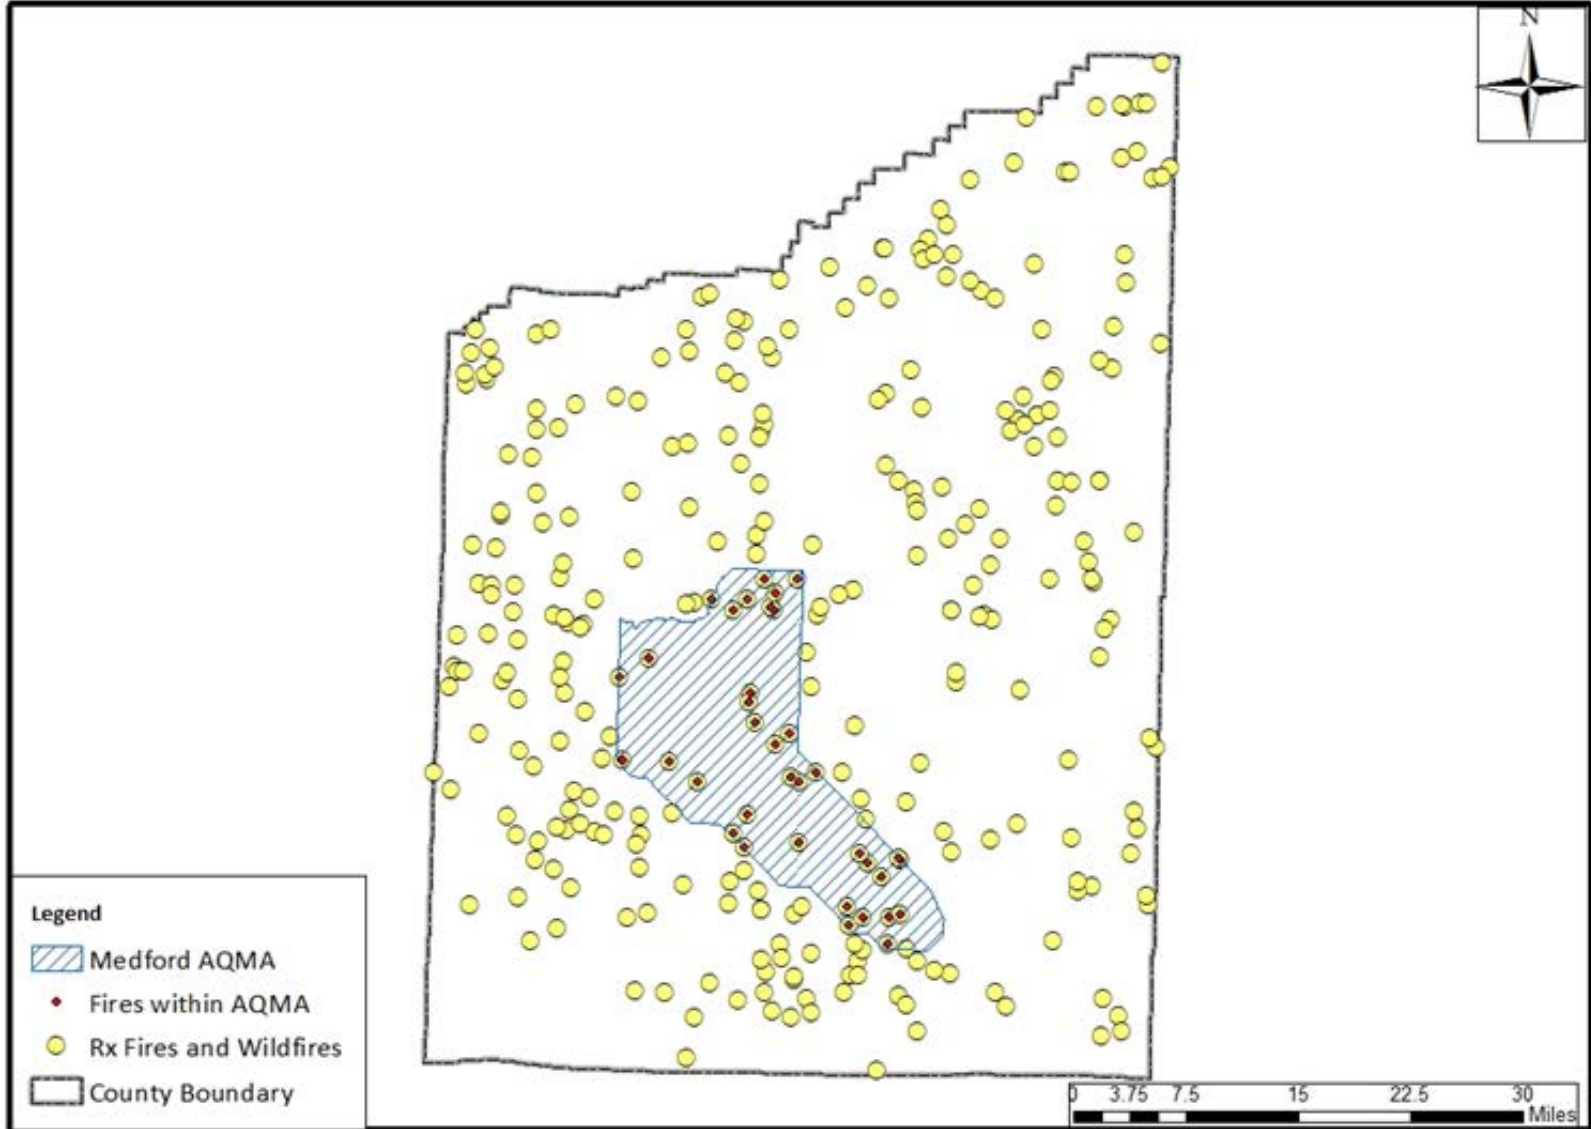 N
Legend
Medford AQMA
Fires within AQMA
Rx Fires and Wildfires
County Boundary
0 3.75 7.5 15 22.5 30
Miles